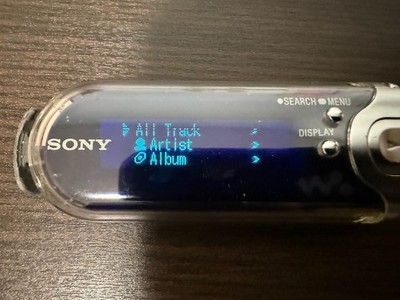 SEARCH MENU
DISPLAY
SONY
All Track
Artist
Album